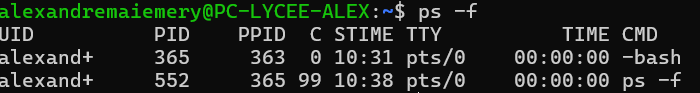 alexandremaiemery@PC-LYCEE-ALEX:~$ ps -f
UID          PID    PPID  C STIME TTY          TIME CMD
alexand+     365     363  0 10:31 pts/0    00:00:00 -bash
alexand+     552     365 99 10:38 pts/0    00:00:00 ps -f